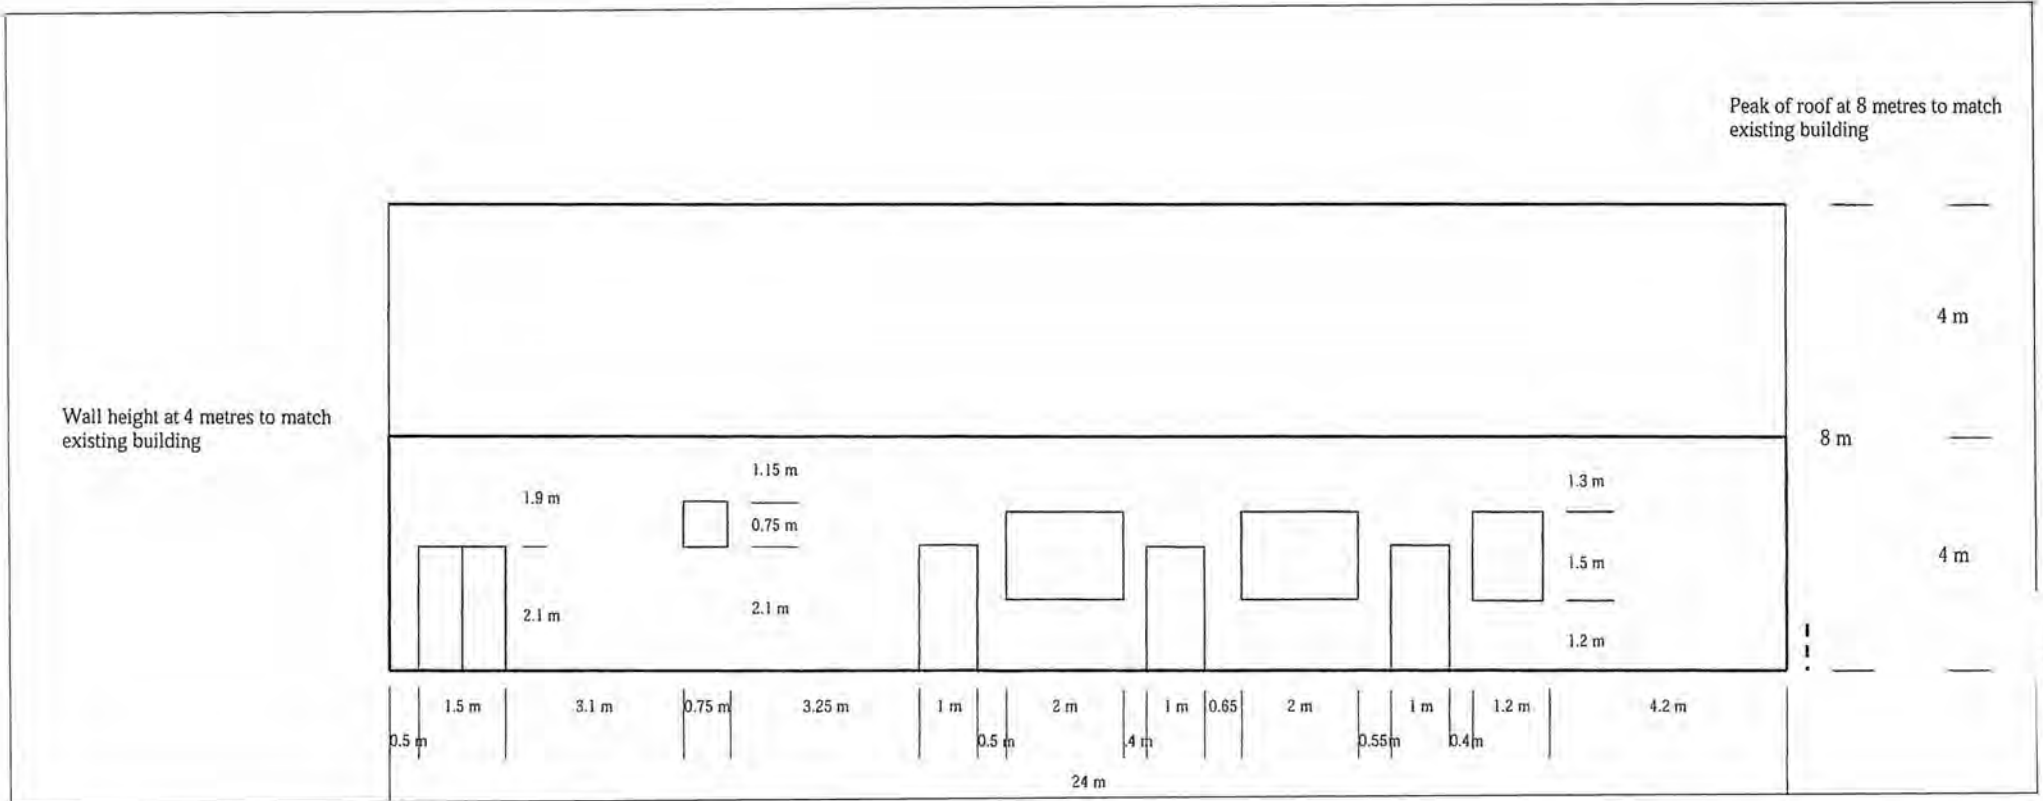 Peak of roof at 8 metres to match
existing building
4 m
Wall height at 4 metres to match
existing building
8 m
1.15 m
1.9 m
0.75 m
1.3 m
1.5 m
4 m
2.1 m
2.1 m
1.2 m
1.5 m 3.1 m 0.75 m 3.25 m 1 m 2 m 1 m 0.65 2 m 1 m 1.2 m 4.2 m
0.5 m 0.5 m .4 m 0.55m 0.4m
24 m